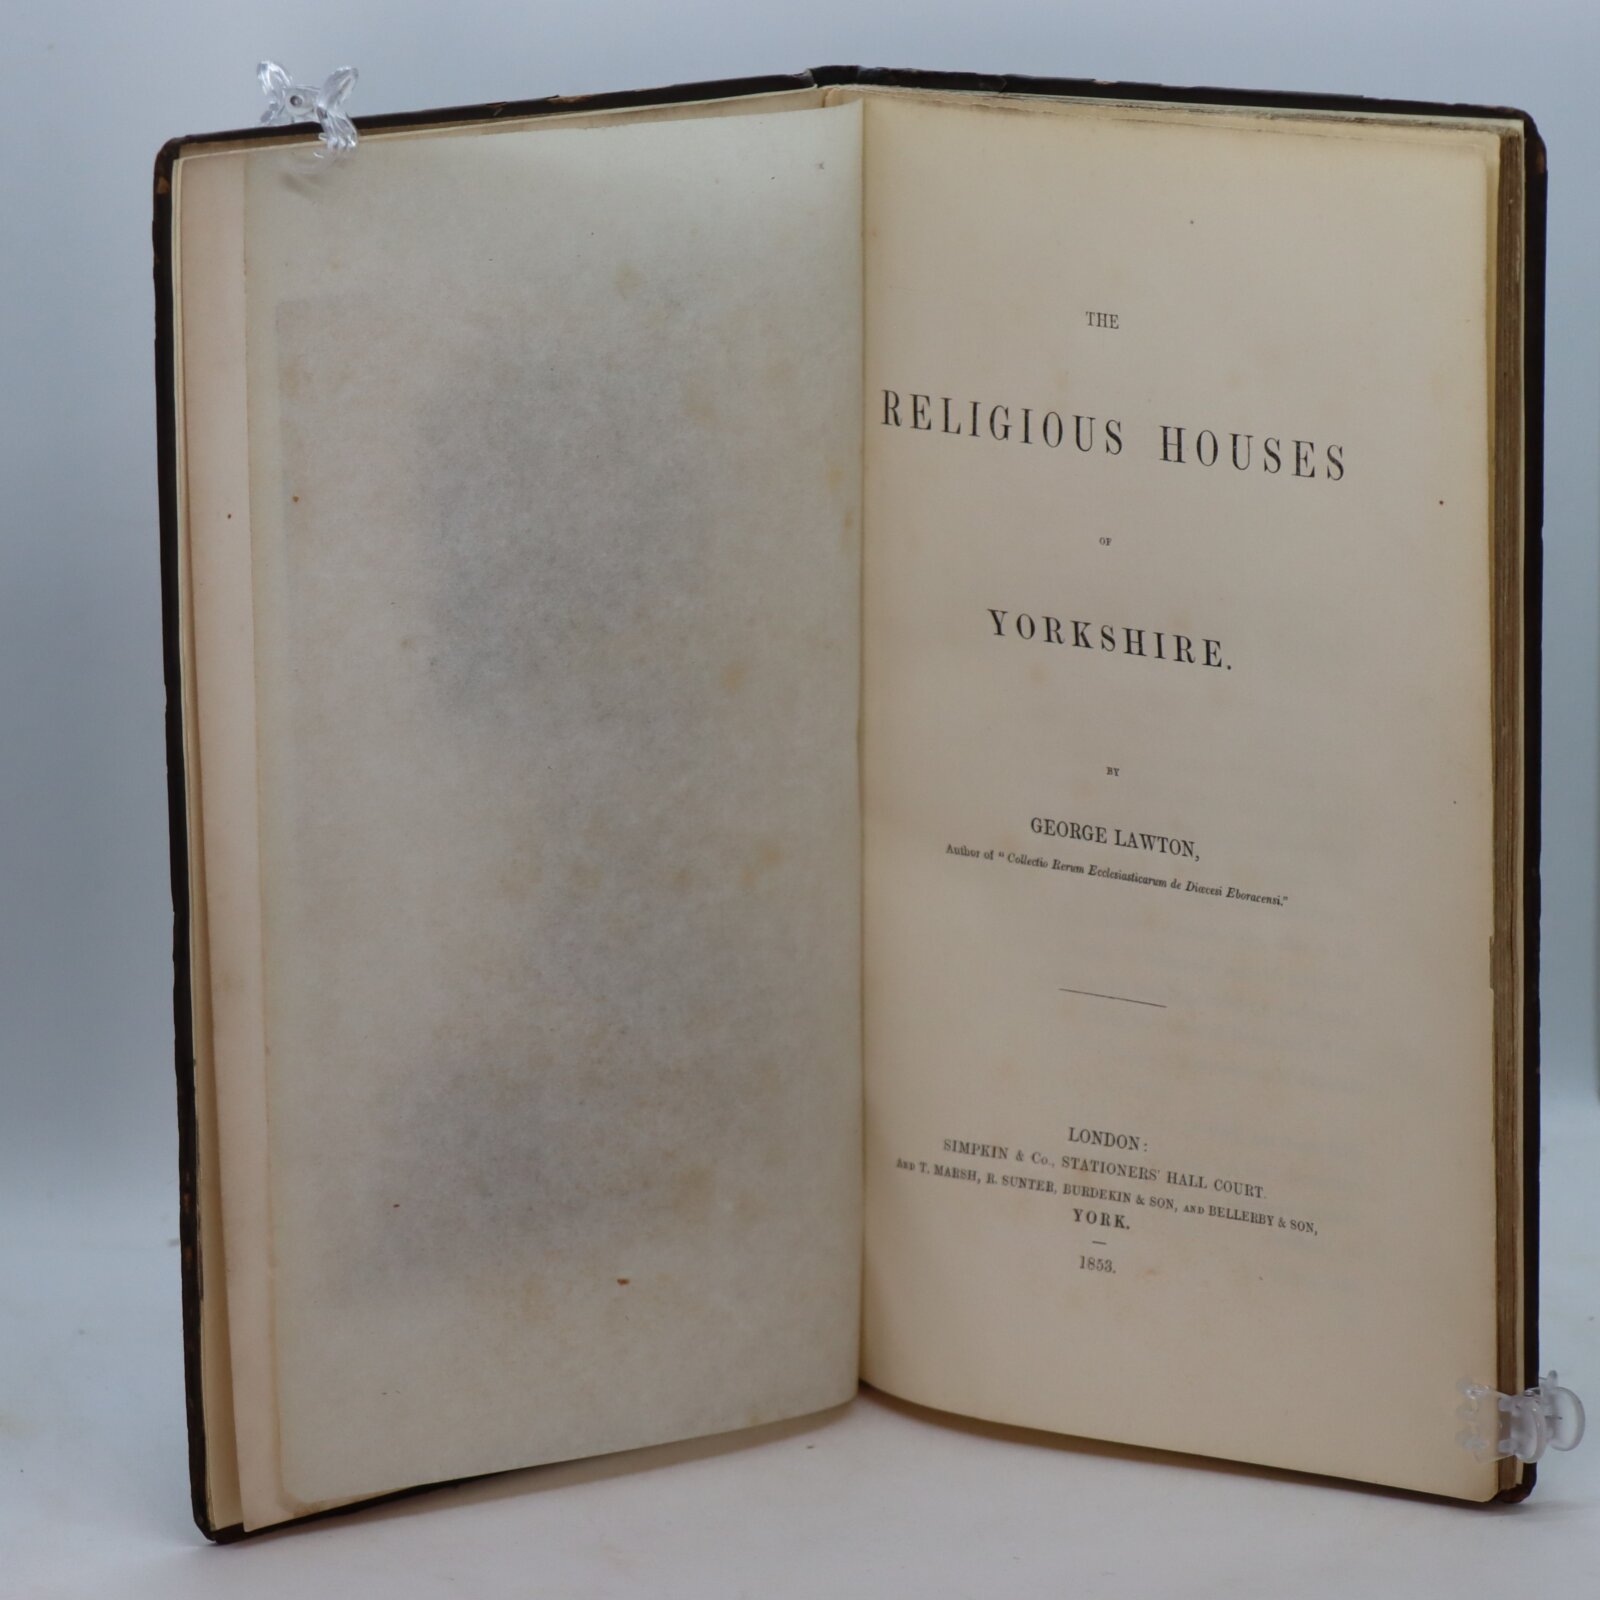 THE
RELIGIOUS HOUSES
OF
YORKSHIRE.
BY
GEORGE LAWTON,
Author of "Collectio Rerum Ecclesiasticarum de Diœcesi Eboracensi."
LONDON:
SIMPKIN & Co., STATIONERS' HALL COURT.
AND T. MARSH, R. SUNTER, BURDEKIN & SON, AND BELLERBY & SON,
YORK.
1853.